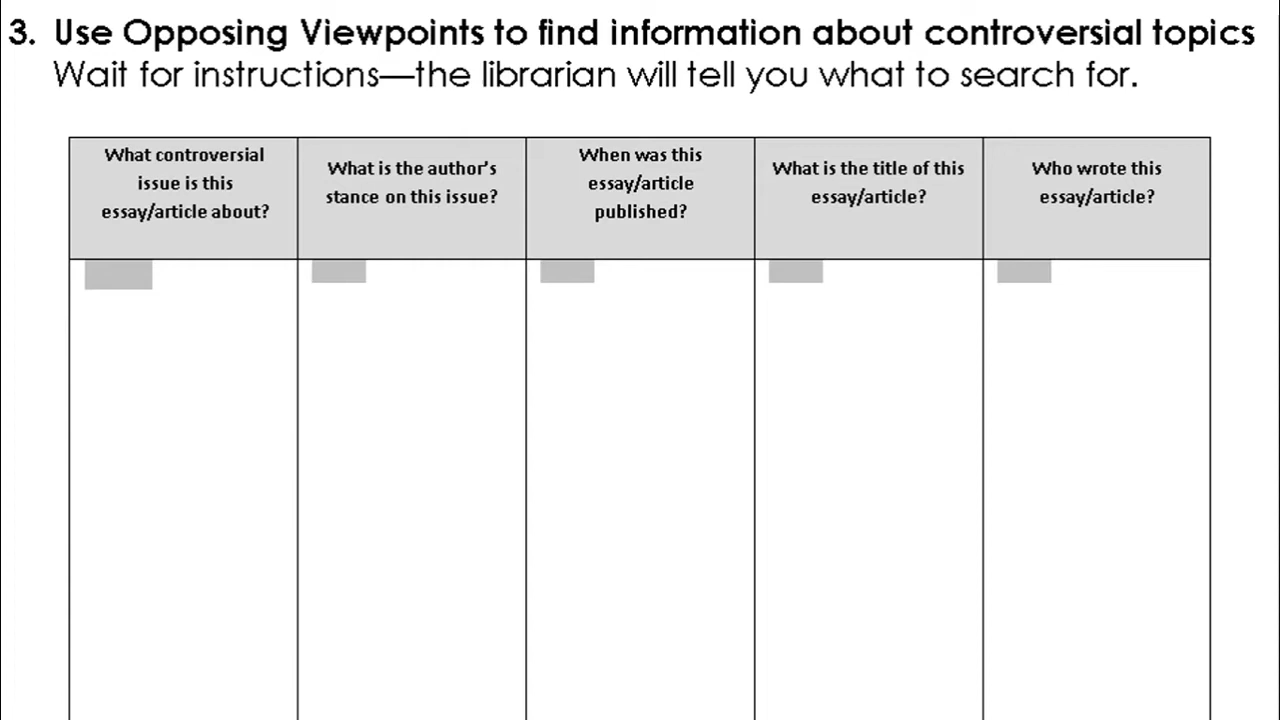 3. Use Opposing Viewpoints to find information about controversial topics
Wait for instructions—the librarian will tell you what to search for.
What controversial
issue is this
essay/article about?
What is the author's
stance on this issue?
When was this
essay/article
published?
What is the title of this
essay/article?
Who wrote this
essay/article?